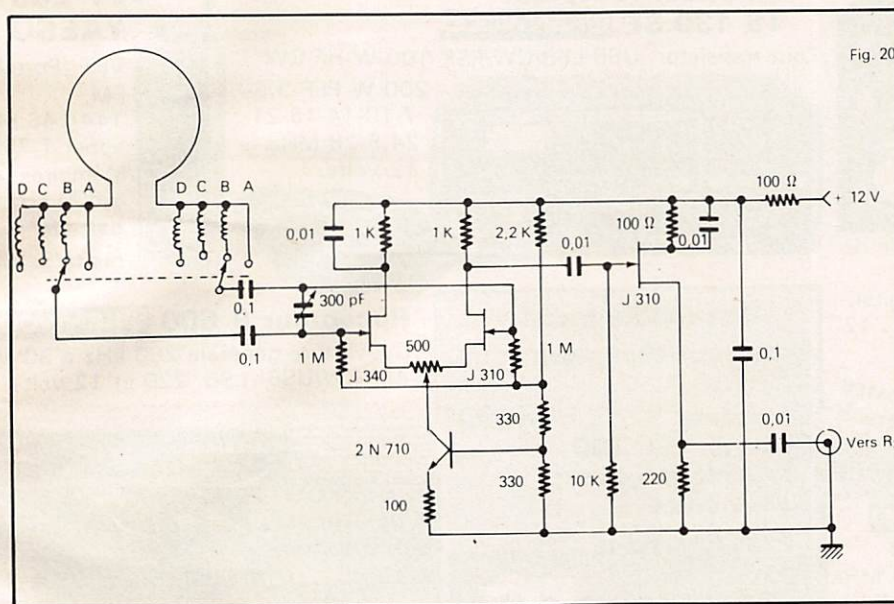 Fig. 20
D C B A
D C B A
0,01
1 K
1 K
2,2 K
0,01
100 Ω
0,01
100 Ω
+ 12 V
0,1
300 pF
J 310
0,1
1 M
500
1 M
0,1
J 340
J 310
0,01
Vers R
330
2 N 710
330
10 K
220
100